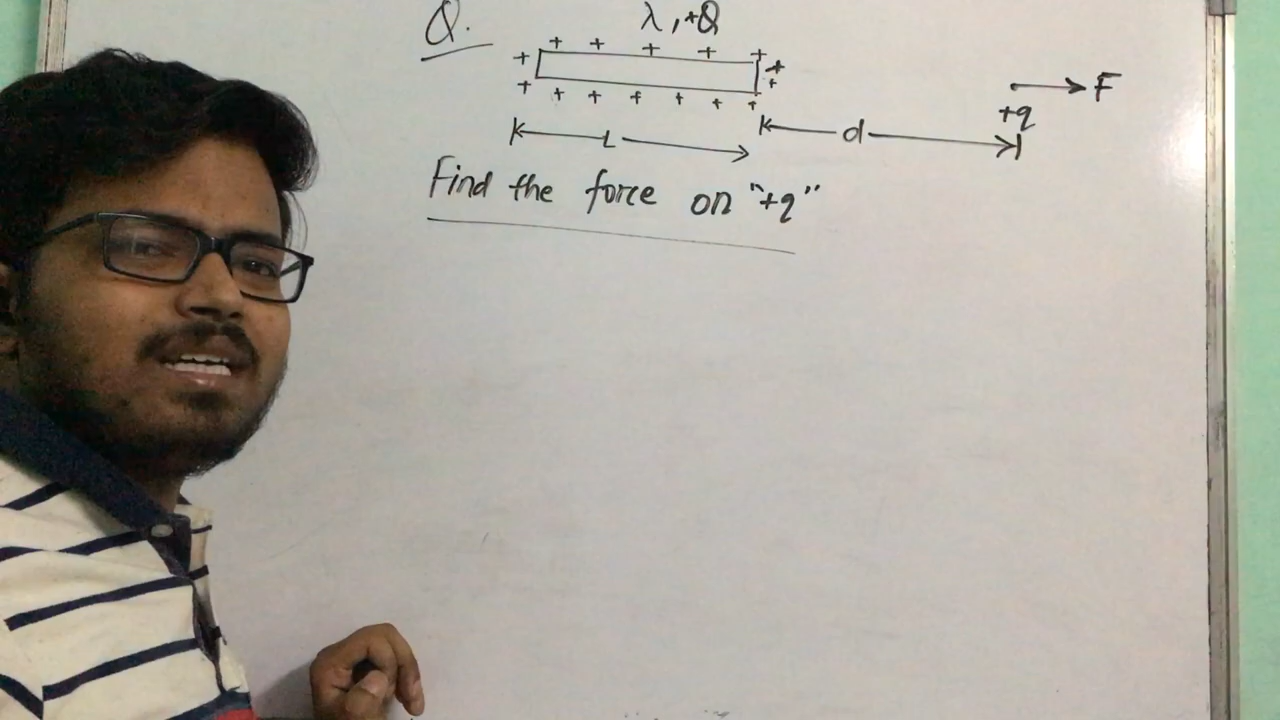 Q. λ, +Q
+ + + + + + +
+ +
+ + + + + + + +
L d +q F
Find the force on "+q"